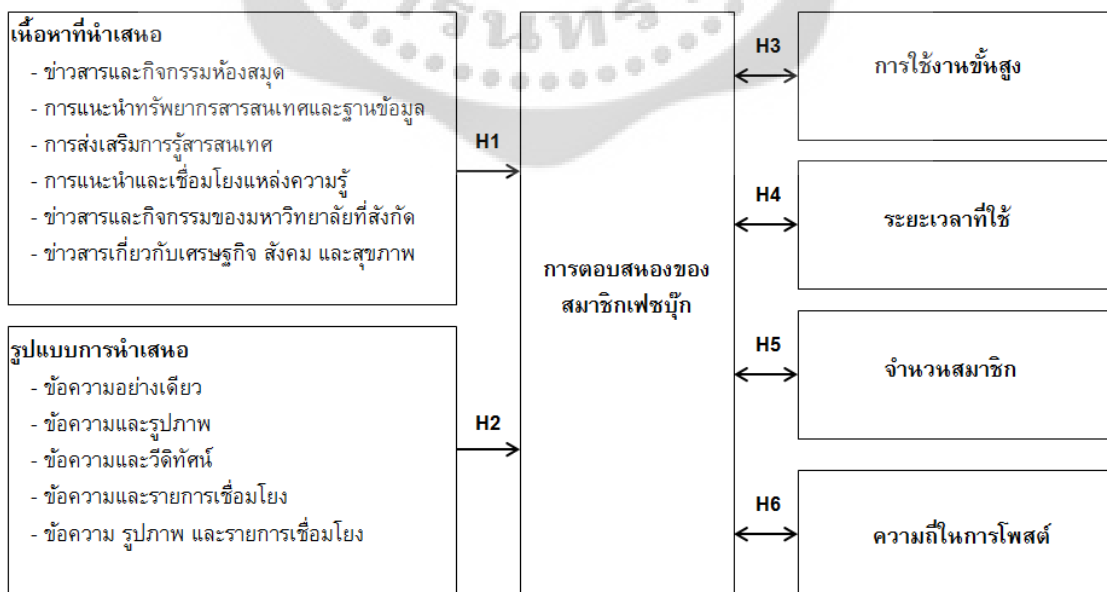 เนื้อหาที่นำเสนอ
- ข่าวสารและกิจกรรมห้องสมุด
- การแนะนำทรัพยากรสารสนเทศและฐานข้อมูล
- การส่งเสริมการรู้สารสนเทศ
- การแนะนำและเชื่อมโยงแหล่งความรู้
- ข่าวสารและกิจกรรมของมหาวิทยาลัยที่สังกัด
- ข่าวสารเกี่ยวกับเศรษฐกิจ สังคม และสุขภาพ
H1
รูปแบบการนำเสนอ
- ข้อความอย่างเดียว
- ข้อความและรูปภาพ
- ข้อความและวีดิทัศน์
- ข้อความและรายการเชื่อมโยง
- ข้อความ รูปภาพ และรายการเชื่อมโยง
H2
การตอบสนองของ
สมาชิกเฟซบุ๊ก
H3
การใช้งานขั้นสูง
H4
ระยะเวลาที่ใช้
H5
จำนวนสมาชิก
H6
ความถี่ในการโพสต์